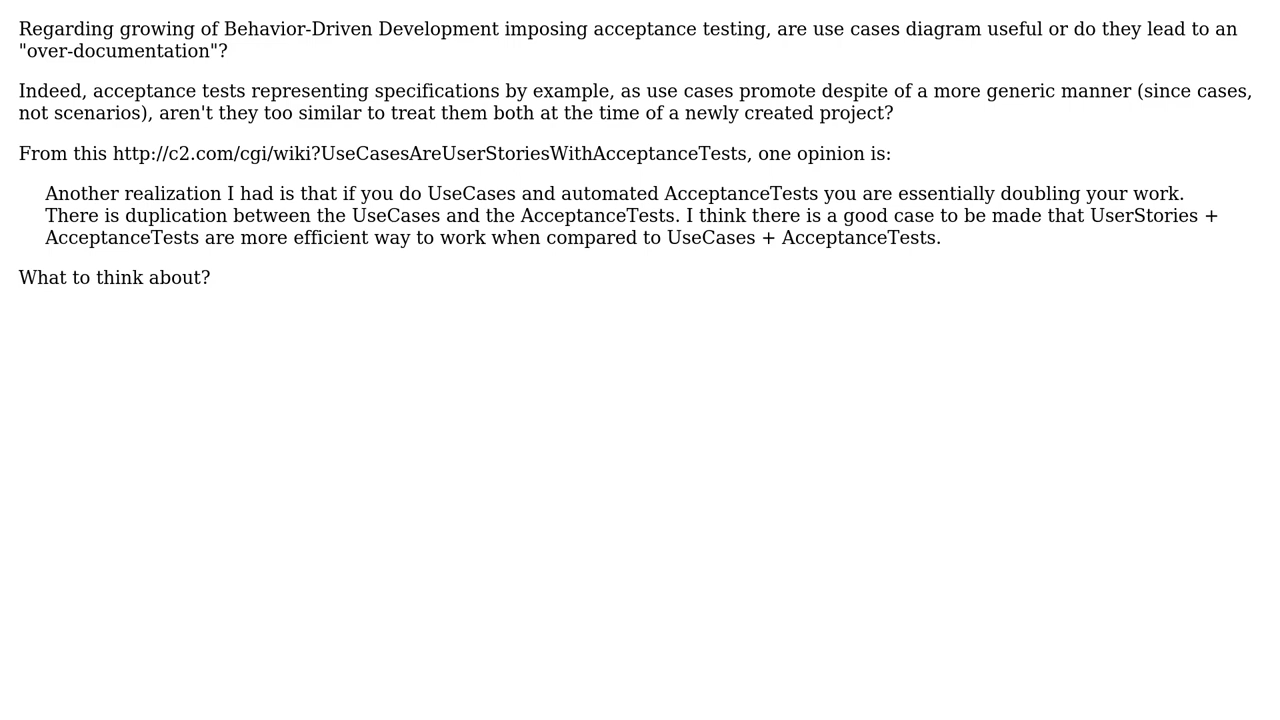 Regarding growing of Behavior-Driven Development imposing acceptance testing, are use cases diagram useful or do they lead to an
"over-documentation"?
Indeed, acceptance tests representing specifications by example, as use cases promote despite of a more generic manner (since cases,
not scenarios), aren't they too similar to treat them both at the time of a newly created project?
From this http://c2.com/cgi/wiki?UseCasesAreUserStoriesWithAcceptanceTests, one opinion is:
Another realization I had is that if you do UseCases and automated AcceptanceTests you are essentially doubling your work.
There is duplication between the UseCases and the AcceptanceTests. I think there is a good case to be made that UserStories +
AcceptanceTests are more efficient way to work when compared to UseCases + AcceptanceTests.
What to think about?